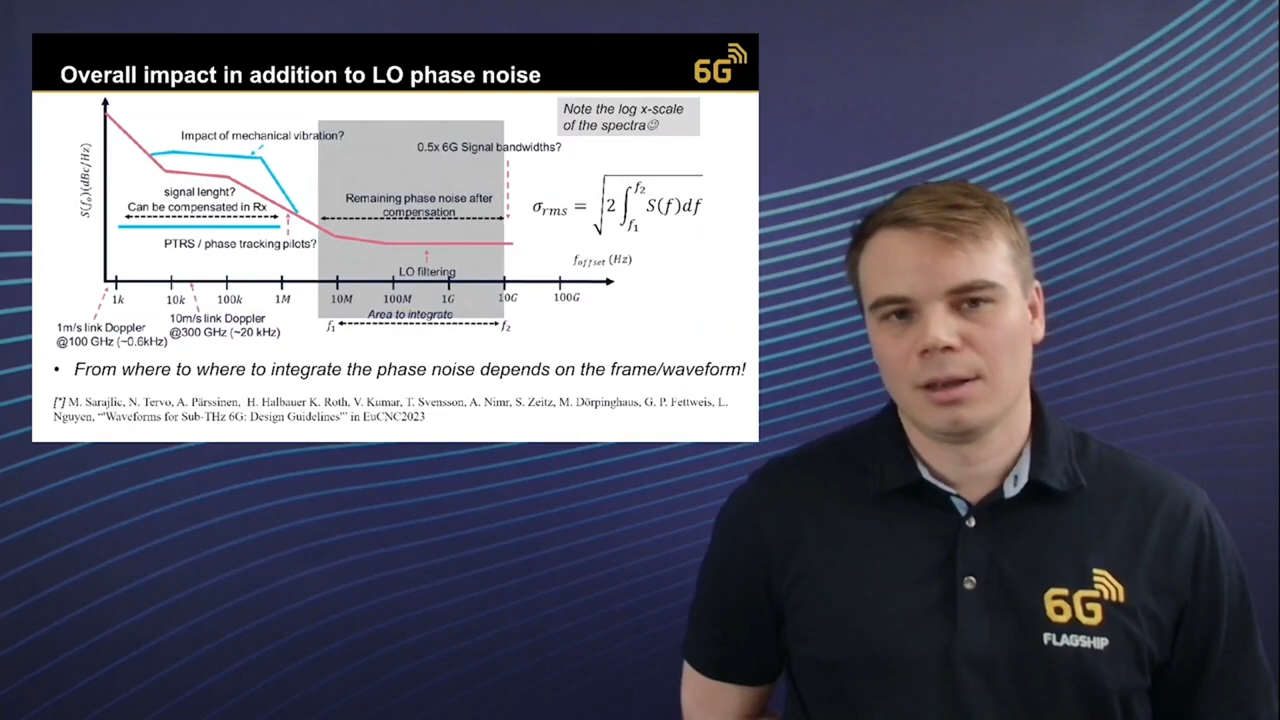 Overall impact in addition to LO phase noise
6G
Note the log x-scale
of the spectra☺
Impact of mechanical vibration?
0.5x 6G Signal bandwidths?
S(fₒ)(dBc/Hz)
signal lenght?
Can be compensated in Rx
Remaining phase noise after
compensation
σrms = √(2 ∫f₁^f₂ S(f)df)
PTRS / phase tracking pilots?
LO filtering
foffset (Hz)
1k 10k 100k 1M 10M 100M 1G 10G 100G
Area to integrate
f₁ f₂
1m/s link Doppler
@100 GHz (~0.6kHz)
10m/s link Doppler
@300 GHz (~20 kHz)
• From where to where to integrate the phase noise depends on the frame/waveform!
[*] M. Sarajlic, N. Tervo, A. Pärssinen, H. Halbauer K. Roth, V. Kumar, T. Svensson, A. Nimr, S. Zeitz, M. Dörpinghaus, G. P. Fettweis, L.
Nguyen, “"Waveforms for Sub-THz 6G: Design Guidelines”" in EuCNC2023
6G
FLAGSHIP